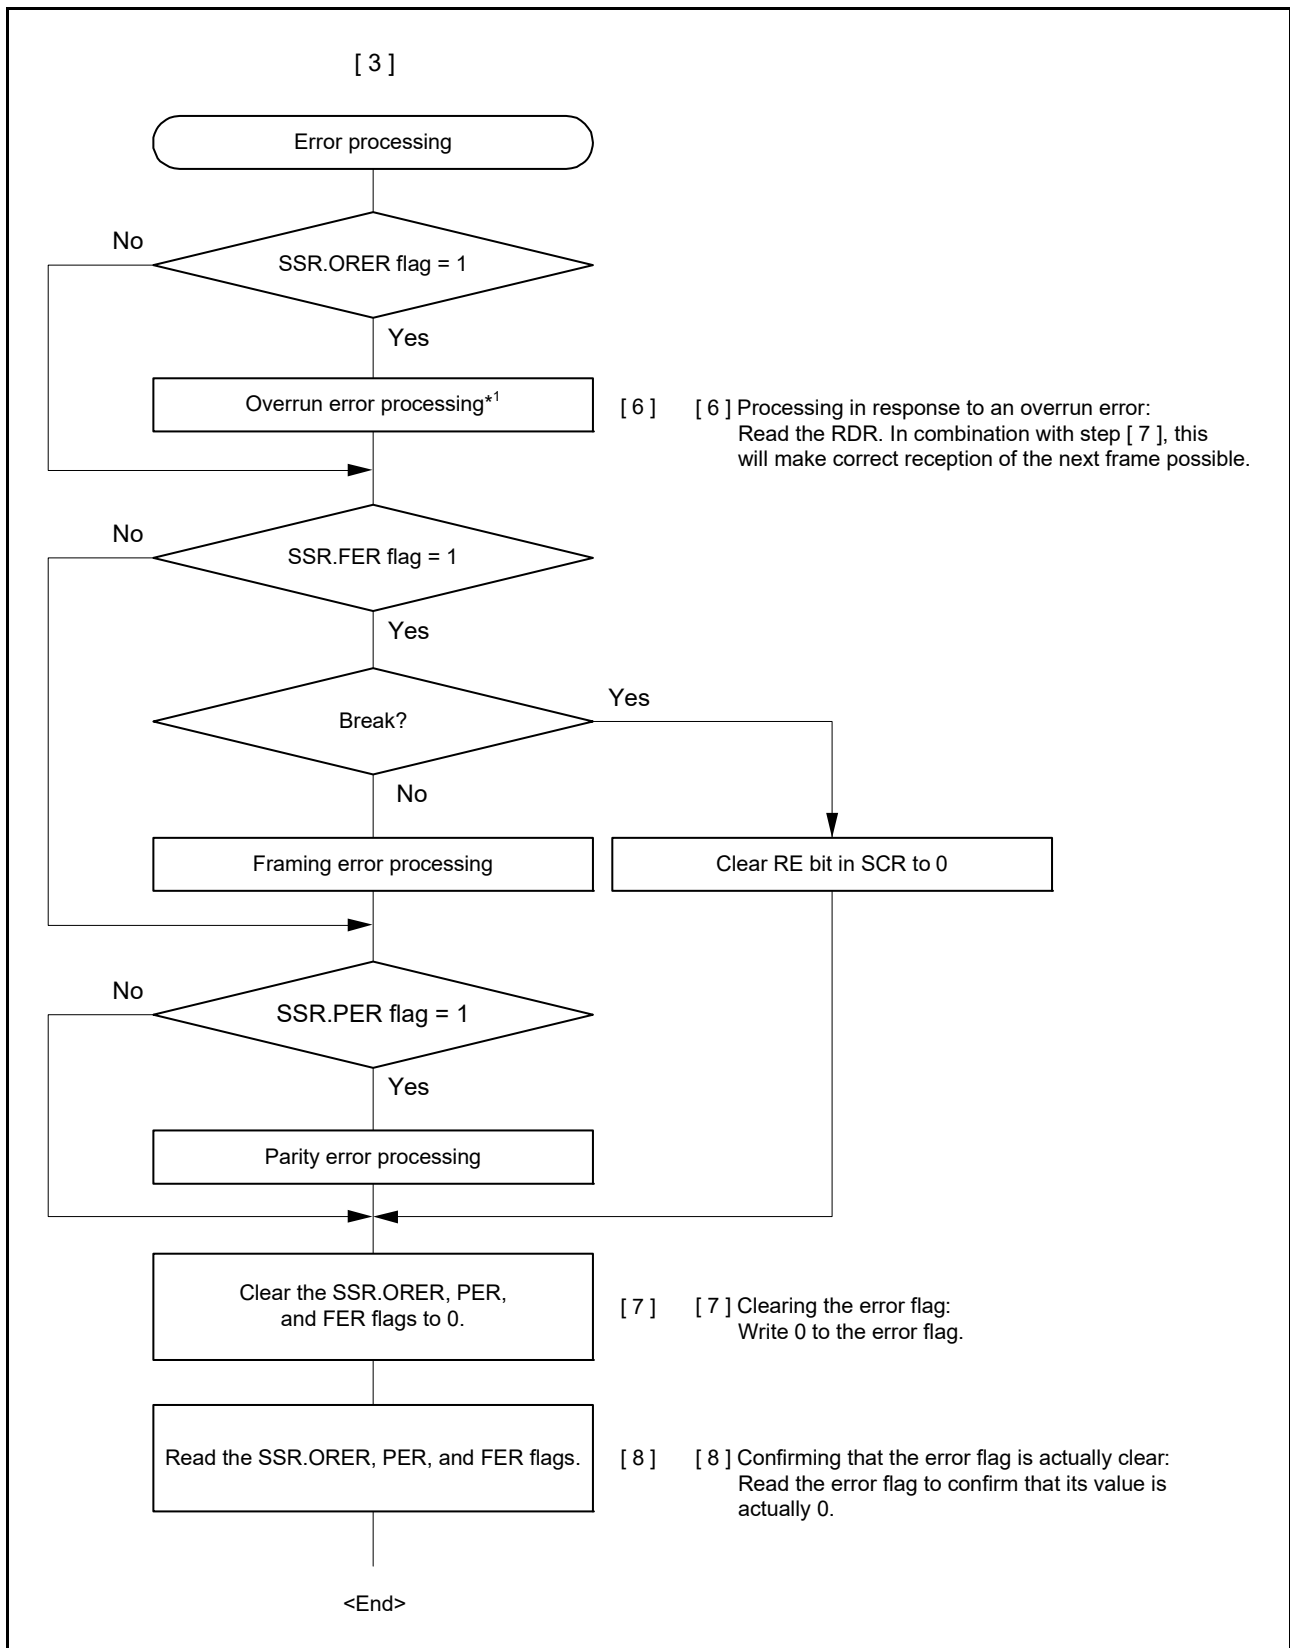 [ 3 ]
Error processing
No
SSR.ORER flag = 1
Yes
Overrun error processing*1
[ 6 ]
[ 6 ] Processing in response to an overrun error:
Read the RDR. In combination with step [ 7 ], this
will make correct reception of the next frame possible.
No
SSR.FER flag = 1
Yes
Break?
Yes
No
Framing error processing
Clear RE bit in SCR to 0
No
SSR.PER flag = 1
Yes
Parity error processing
Clear the SSR.ORER, PER,
and FER flags to 0.
[ 7 ]
[ 7 ] Clearing the error flag:
Write 0 to the error flag.
Read the SSR.ORER, PER, and FER flags.
[ 8 ]
[ 8 ] Confirming that the error flag is actually clear:
Read the error flag to confirm that its value is
actually 0.
<End>